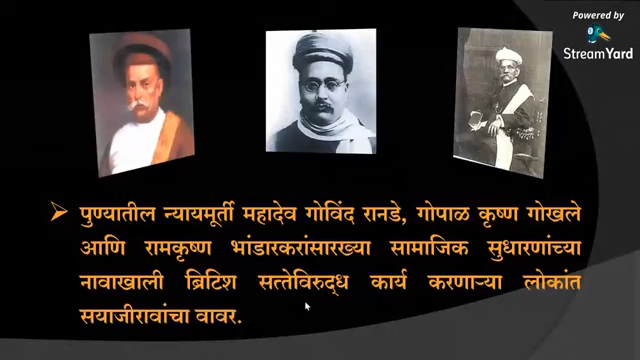 Powered by
StreamYard
➤ पुण्यातील न्यायमूर्ती महादेव गोविंद रानडे, गोपाळ कृष्ण गोखले
आणि रामकृष्ण भांडारकरांसारख्या सामाजिक सुधारणांच्या
नावाखाली ब्रिटिश सत्तेविरुद्ध कार्य करणाऱ्या लोकांत
सयाजीरावांचा वावर.